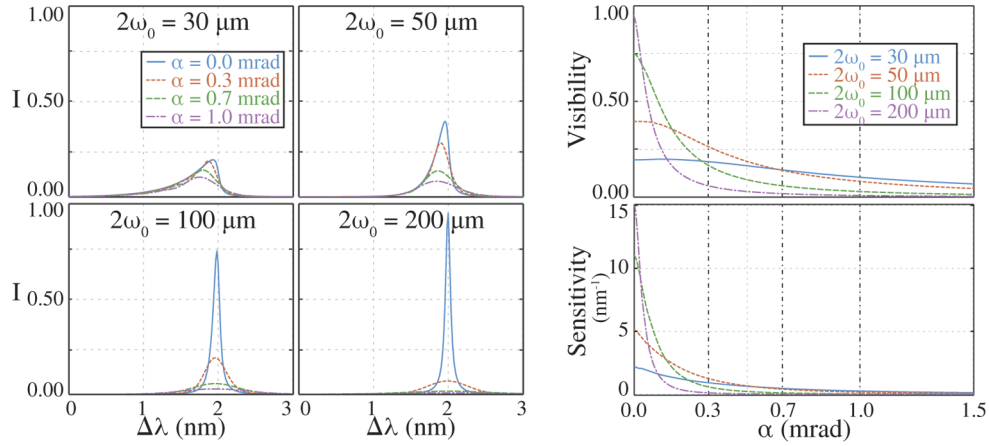 2ω₀ = 30 μm
2ω₀ = 50 μm
1.00
0.50
0.00
I
α = 0.0 mrad
α = 0.3 mrad
α = 0.7 mrad
α = 1.0 mrad
2ω₀ = 100 μm
2ω₀ = 200 μm
1.00
0.50
0.00
I
0 1 2 3
0 1 2 3
Δλ (nm)
Δλ (nm)
1.00
0.50
0.00
Visibility
2ω₀ = 30 μm
2ω₀ = 50 μm
2ω₀ = 100 μm
2ω₀ = 200 μm
15
10
5
0
Sensitivity
(nm⁻¹)
0.0 0.3 0.7 1.0 1.5
α (mrad)